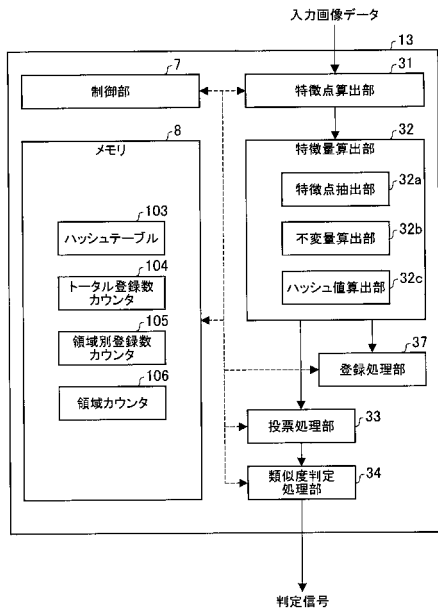 入力画像データ
13
7
制御部
31
特徴点算出部
8
メモリ
103
ハッシュテーブル
104
トータル登録数
カウンタ
105
領域別登録数
カウンタ
106
領域カウンタ
32
特徴量算出部
32a
特徴点抽出部
32b
不変量算出部
32c
ハッシュ値算出部
37
登録処理部
33
投票処理部
34
類似度判定
処理部
判定信号